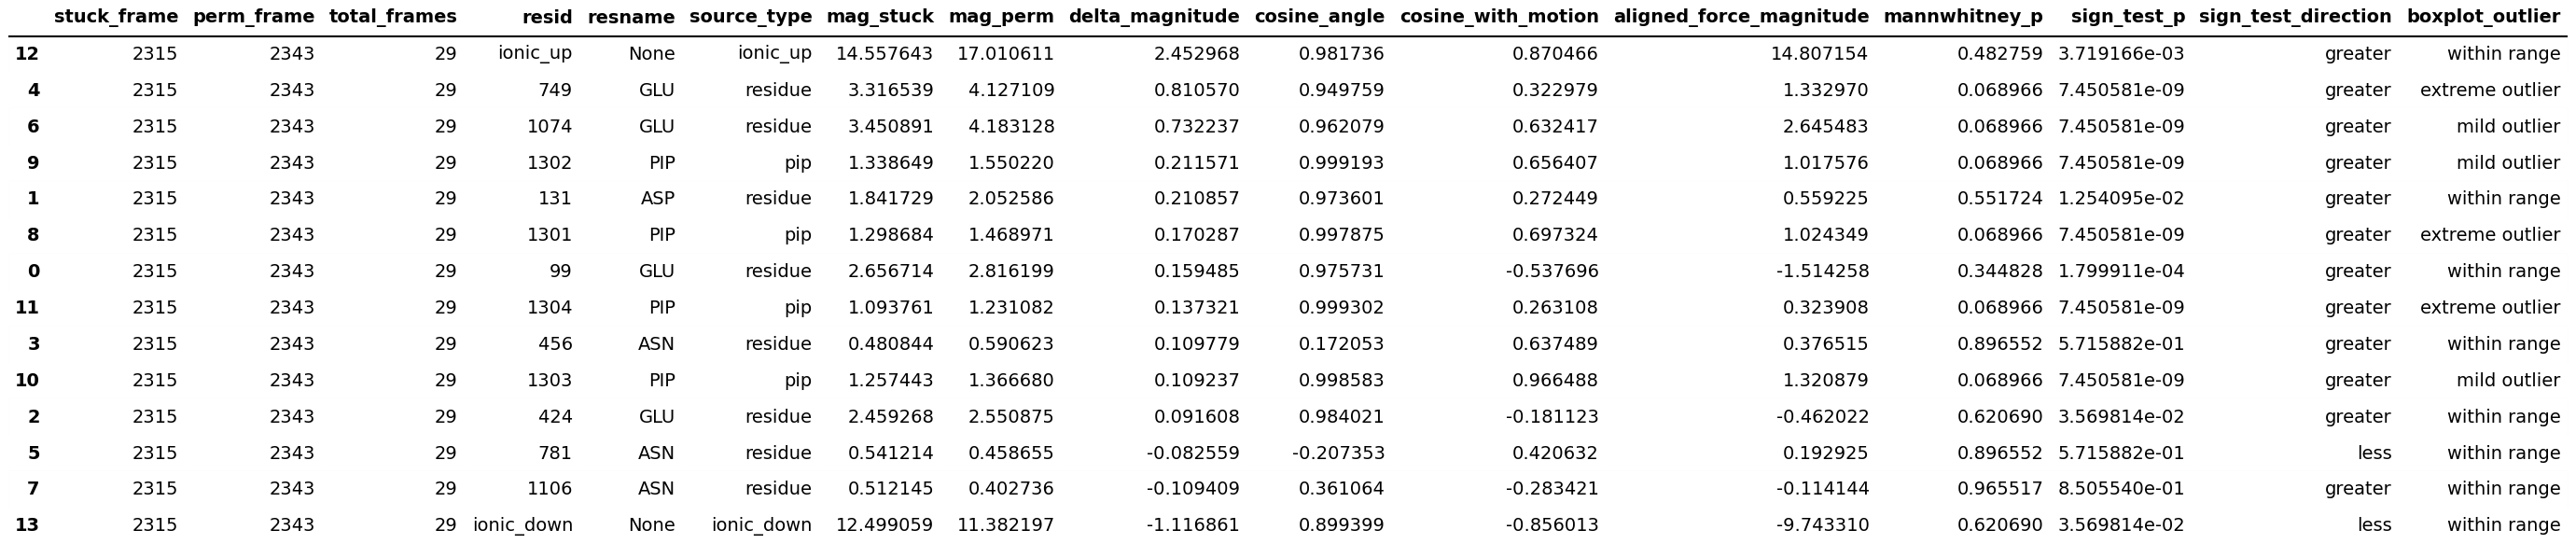 stuck_frame perm_frame total_frames resid resname source_type mag_stuck mag_perm delta_magnitude cosine_angle cosine_with_motion aligned_force_magnitude mannwhitney_p sign_test_p sign_test_direction boxplot_outlier
12 2315 2343 29 ionic_up None ionic_up 14.557643 17.010611 2.452968 0.981736 0.870466 14.807154 0.482759 3.719166e-03 greater within range
4 2315 2343 29 749 GLU residue 3.316539 4.127109 0.810570 0.949759 0.322979 1.332970 0.068966 7.450581e-09 greater extreme outlier
6 2315 2343 29 1074 GLU residue 3.450891 4.183128 0.732237 0.962079 0.632417 2.645483 0.068966 7.450581e-09 greater mild outlier
9 2315 2343 29 1302 PIP pip 1.338649 1.550220 0.211571 0.999193 0.656407 1.017576 0.068966 7.450581e-09 greater mild outlier
1 2315 2343 29 131 ASP residue 1.841729 2.052586 0.210857 0.973601 0.272449 0.559225 0.551724 1.254095e-02 greater within range
8 2315 2343 29 1301 PIP pip 1.298684 1.468971 0.170287 0.997875 0.697324 1.024349 0.068966 7.450581e-09 greater extreme outlier
0 2315 2343 29 99 GLU residue 2.656714 2.816199 0.159485 0.975731 -0.537696 -1.514258 0.344828 1.799911e-04 greater within range
11 2315 2343 29 1304 PIP pip 1.093761 1.231082 0.137321 0.999302 0.263108 0.323908 0.068966 7.450581e-09 greater extreme outlier
3 2315 2343 29 456 ASN residue 0.480844 0.590623 0.109779 0.172053 0.637489 0.376515 0.896552 5.715882e-01 greater within range
10 2315 2343 29 1303 PIP pip 1.257443 1.366680 0.109237 0.998583 0.966488 1.320879 0.068966 7.450581e-09 greater mild outlier
2 2315 2343 29 424 GLU residue 2.459268 2.550875 0.091608 0.984021 -0.181123 -0.462022 0.620690 3.569814e-02 greater within range
5 2315 2343 29 781 ASN residue 0.541214 0.458655 -0.082559 -0.207353 0.420632 0.192925 0.896552 5.715882e-01 less within range
7 2315 2343 29 1106 ASN residue 0.512145 0.402736 -0.109409 0.361064 -0.283421 -0.114144 0.965517 8.505540e-01 greater within range
13 2315 2343 29 ionic_down None ionic_down 12.499059 11.382197 -1.116861 0.899399 -0.856013 -9.743310 0.620690 3.569814e-02 less within range